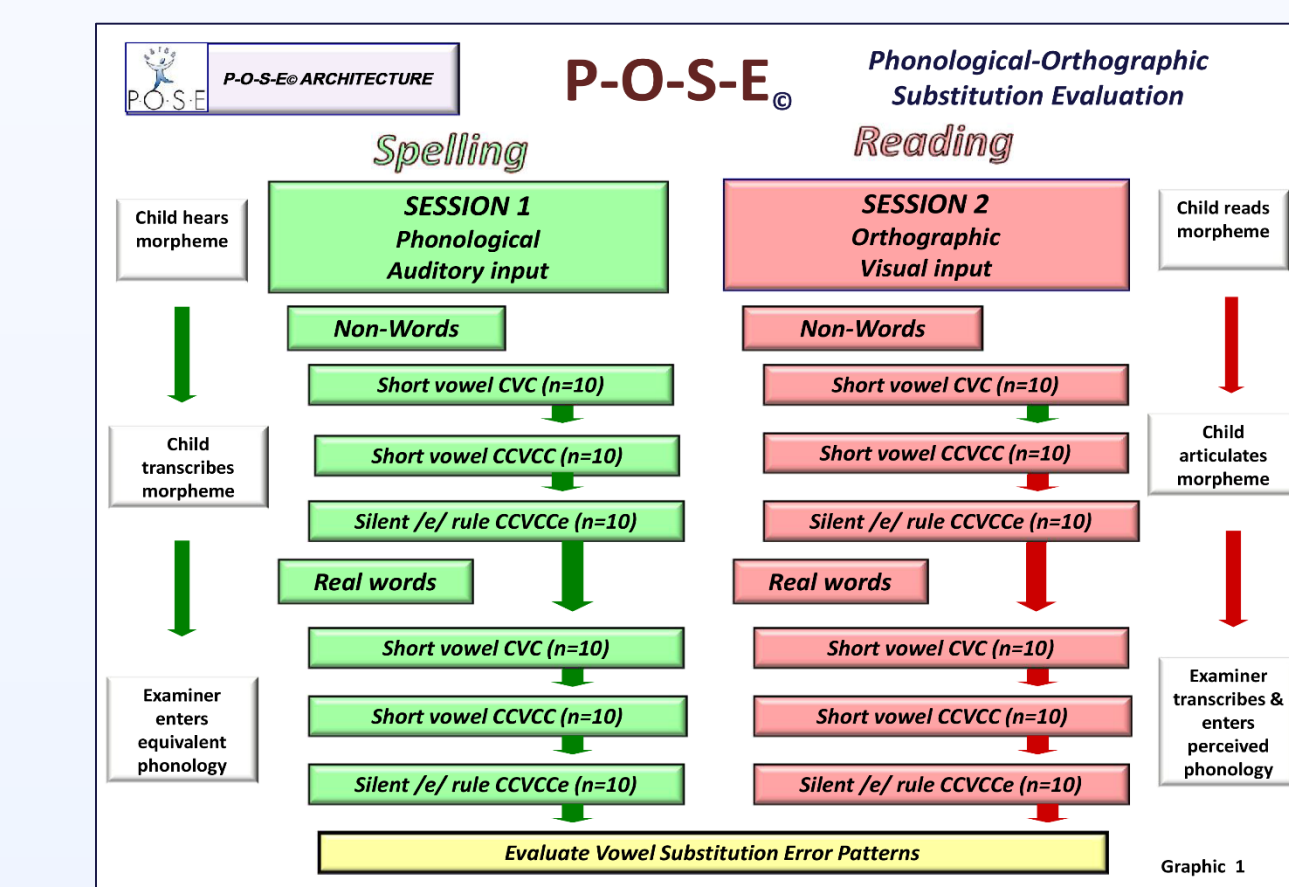 P·O·S·E
P-O-S-E© ARCHITECTURE
P-O-S-E©
Phonological-Orthographic
Substitution Evaluation
Spelling
Reading
Child hears
morpheme
SESSION 1
Phonological
Auditory input
SESSION 2
Orthographic
Visual input
Child reads
morpheme
Non-Words
Non-Words
Short vowel CVC (n=10)
Short vowel CVC (n=10)
Child
transcribes
morpheme
Short vowel CCVCC (n=10)
Short vowel CCVCC (n=10)
Child
articulates
morpheme
Silent /e/ rule CCVCCe (n=10)
Silent /e/ rule CCVCCe (n=10)
Real words
Real words
Short vowel CVC (n=10)
Short vowel CVC (n=10)
Examiner
enters
equivalent
phonology
Short vowel CCVCC (n=10)
Short vowel CCVCC (n=10)
Examiner
transcribes &
enters
perceived
phonology
Silent /e/ rule CCVCCe (n=10)
Silent /e/ rule CCVCCe (n=10)
Evaluate Vowel Substitution Error Patterns
Graphic 1